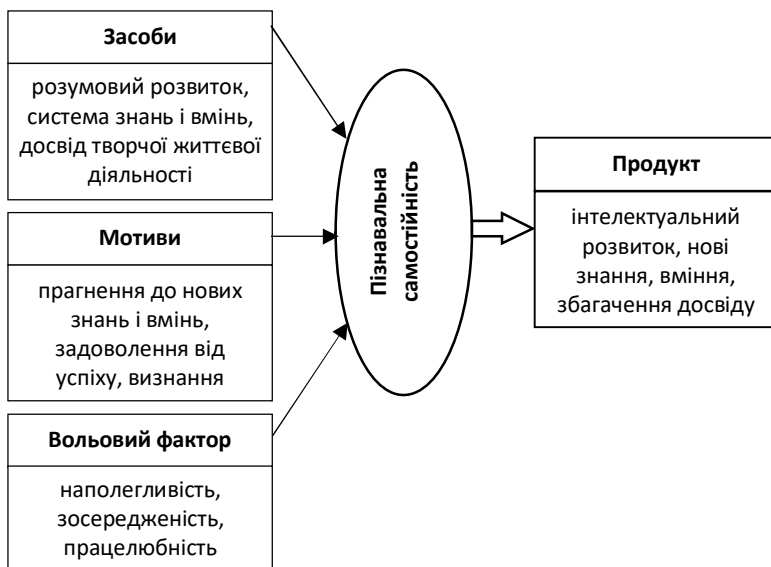 Засоби
розумовий розвиток,
система знань і вмінь,
досвід творчої життєвої
діяльності
Мотиви
прагнення до нових
знань і вмінь,
задоволення від
успіху, визнання
Вольовий фактор
наполегливість,
зосередженість,
працелюбність
Пізнавальна
самостійність
Продукт
інтелектуальний
розвиток, нові
знання, вміння,
збагачення досвіду